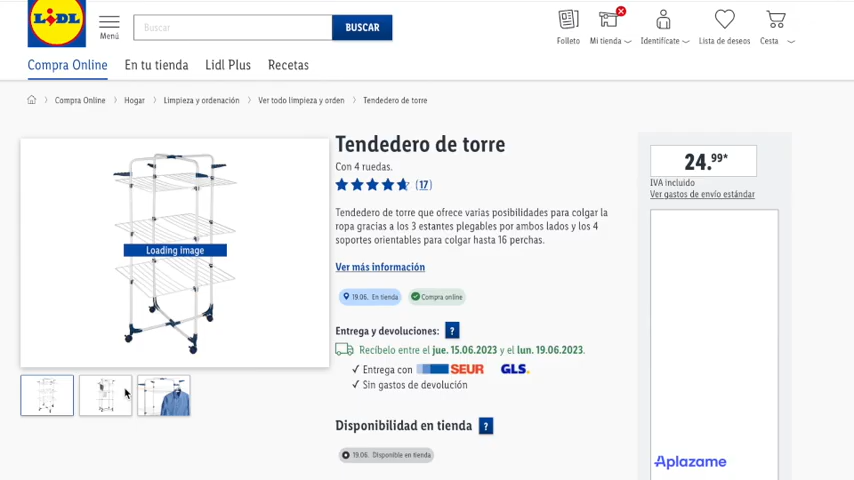 LIDL
Menú
Buscar
BUSCAR
Folleto
Mi tienda
Identifícate
Lista de deseos
Cesta
Compra Online
En tu tienda
Lidl Plus
Recetas
Compra Online
Hogar
Limpieza y ordenación
Ver todo limpieza y orden
Tendedero de torre
Loading image
Tendedero de torre
Con 4 ruedas.
(17)
Tendedero de torre que ofrece varias posibilidades para colgar la
ropa gracias a los 3 estantes plegables por ambos lados y los 4
soportes orientables para colgar hasta 16 perchas.
Ver más información
19.06. En tienda
Compra online
Entrega y devoluciones: ?
Recíbelo entre el jue. 15.06.2023 y el lun. 19.06.2023.
✓ Entrega con SEUR GLS.
✓ Sin gastos de devolución
Disponibilidad en tienda ?
19.06. Disponible en tienda
24.99*
IVA incluido
Ver gastos de envío estándar
Aplazame